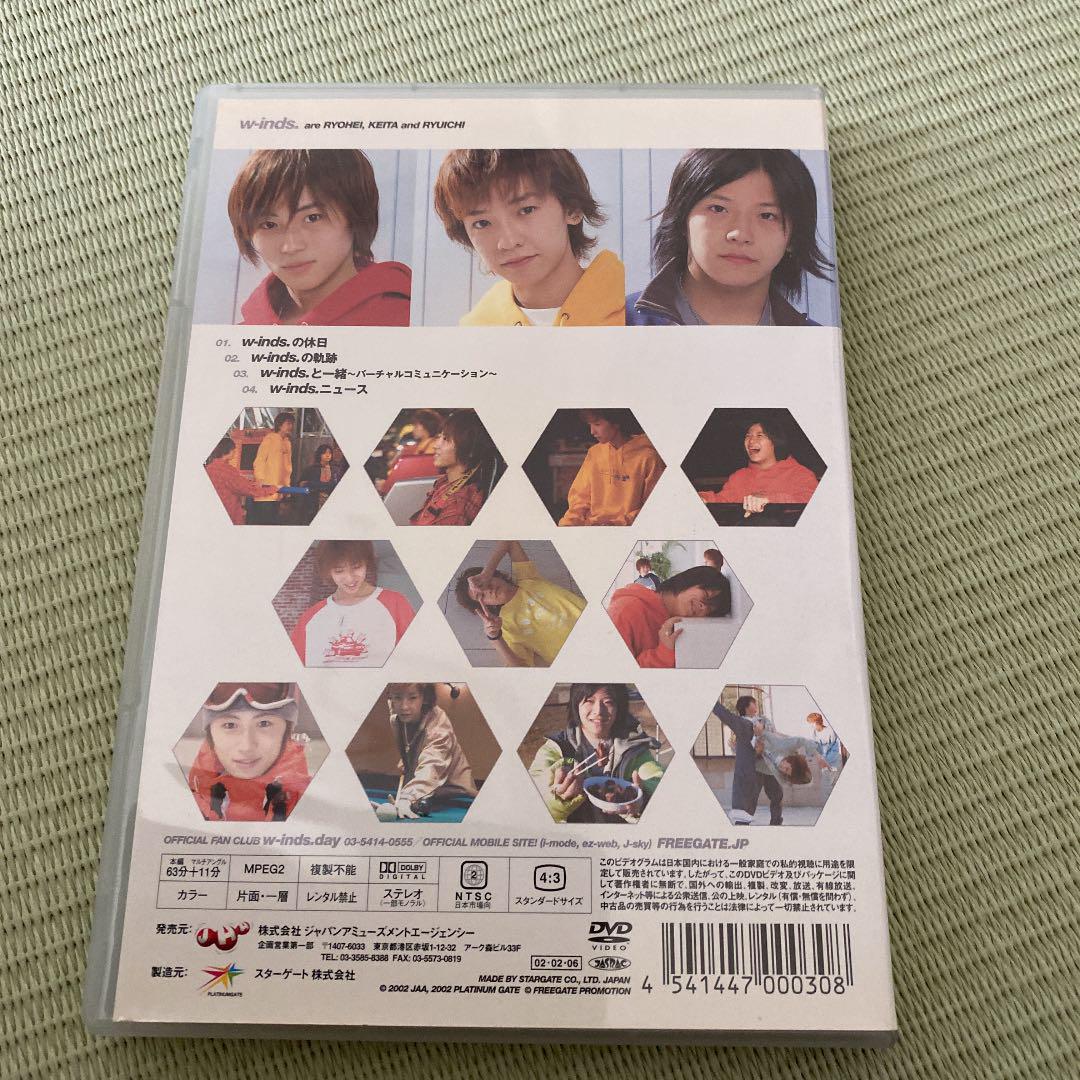 w-inds. are RYOHEI, KEITA and RYUICHI
01. w-inds.の休日
02. w-inds.の軌跡
03. w-inds.と一緒〜バーチャルコミュニケーション〜
04. w-inds.ニュース
OFFICIAL FAN CLUB w-inds.day 03-5414-0555/OFFICIAL MOBILE SITE! (i-mode, ez-web, J-sky) FREEGATE.JP
本編 マルチアングル
63分+11分
MPEG2
複製不能
DOLBY
DIGITAL
2
NTSC
日本市場向
4:3
スタンダードサイズ
カラー
片面・一層
レンタル禁止
ステレオ
(一部モノラル)
このビデオグラムは日本国内における一般家庭での私的視聴に用途を限
定して販売されています。したがって、このDVDビデオ及びパッケージに関
して著作権者に無断で、国外への輸出、複製、改変、放送、有線放送、
インターネット等による公衆送信、公の上映、レンタル(有償・無償を問わず)、
中古品の売買等の行為を行うことは法律によって一切禁止されています。
発売元:
株式会社 ジャパンアミューズメントエージェンシー
企画営業第一部 〒107-6033 東京都港区赤坂1-12-32 アーク森ビル33F
TEL: 03-3585-8388 FAX: 03-5573-0819
製造元:
PLATINUMGATE
スターゲート 株式会社
DVD
VIDEO
02・02・06
JASRAC
MADE BY STARGATE CO., LTD. JAPAN
© 2002 JAA, 2002 PLATINUM GATE © FREEGATE PROMOTION
4 541447 000308